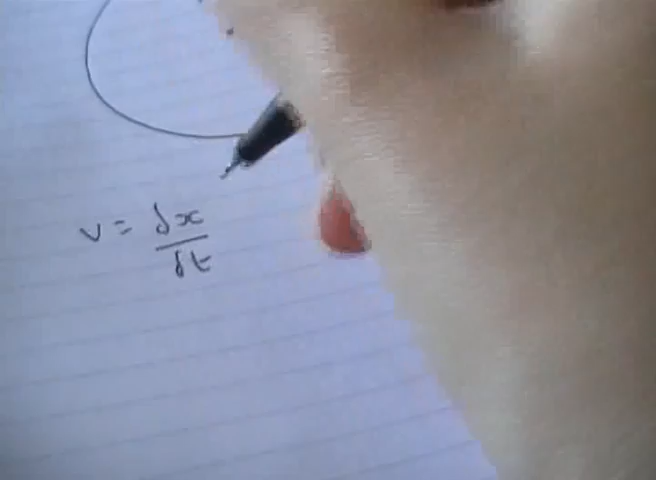 v = δx
δt